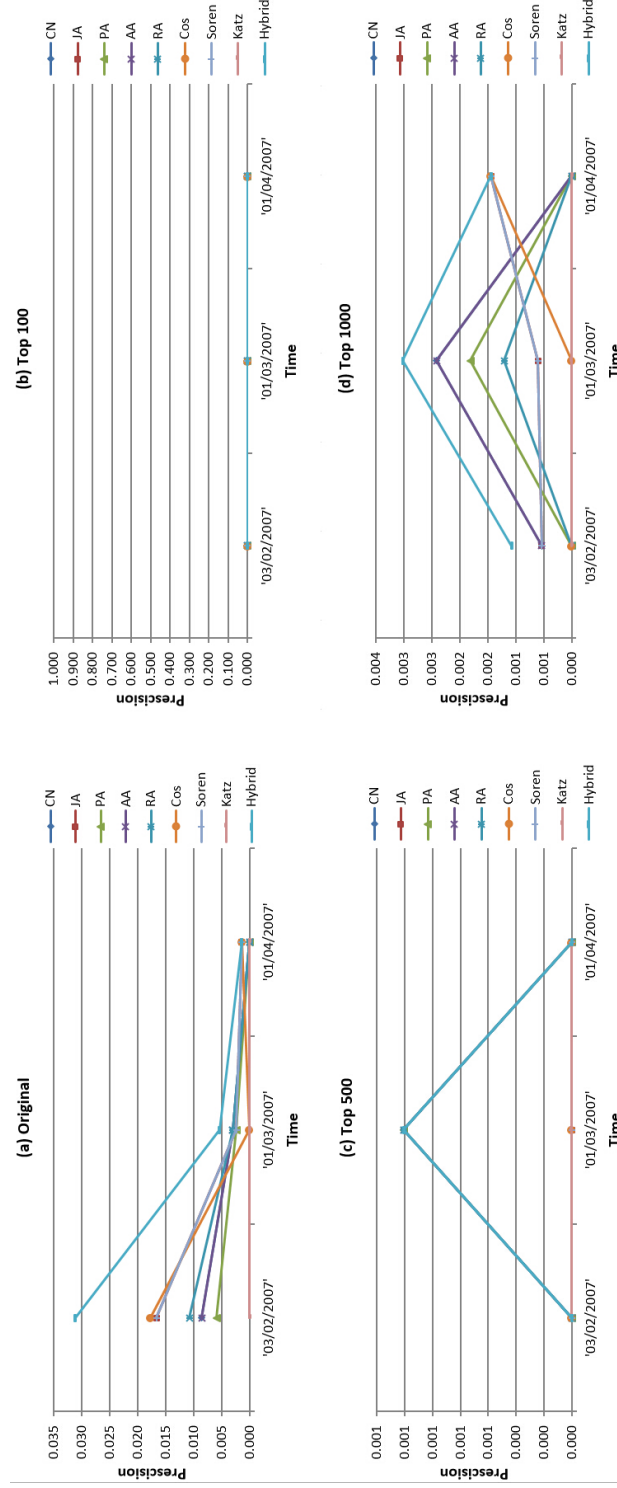 (a) Original
Prescision
0.035
0.030
0.025
0.020
0.015
0.010
0.005
0.000
'03/02/2007'
'01/03/2007'
'01/04/2007'
Time
CN
JA
PA
AA
RA
Cos
Soren
Katz
Hybrid
(b) Top 100
Prescision
1.000
0.900
0.800
0.700
0.600
0.500
0.400
0.300
0.200
0.100
0.000
'03/02/2007'
'01/03/2007'
'01/04/2007'
Time
CN
JA
PA
AA
RA
Cos
Soren
Katz
Hybrid
(c) Top 500
Prescision
0.001
0.001
0.001
0.001
0.001
0.000
0.000
0.000
'03/02/2007'
'01/03/2007'
'01/04/2007'
Time
CN
JA
PA
AA
RA
Cos
Soren
Katz
Hybrid
(d) Top 1000
Prescision
0.004
0.003
0.003
0.002
0.002
0.001
0.001
0.000
'03/02/2007'
'01/03/2007'
'01/04/2007'
Time
CN
JA
PA
AA
RA
Cos
Soren
Katz
Hybrid